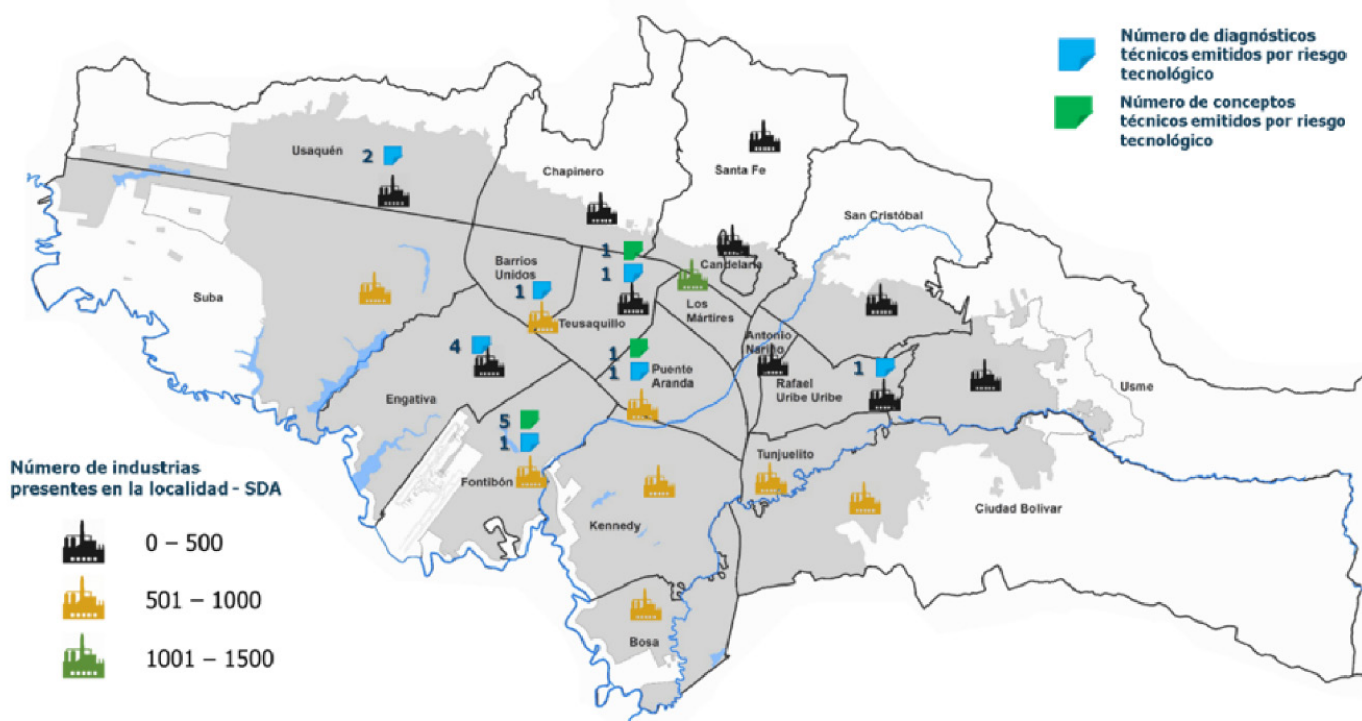 Número de diagnósticos
técnicos emitidos por riesgo
tecnológico
Número de conceptos
técnicos emitidos por riesgo
tecnológico
Usaquén
2
Chapinero
Santa Fe
San Cristóbal
Suba
Barrios
Unidos
1
1
1
Candelaria
Teusaquillo
Los
Mártires
Antonio
Nariño
4
1
1
Puente
Aranda
Rafael
Uribe Uribe
1
Usme
Engativa
5
1
Fontibón
Tunjuelito
Kennedy
Ciudad Bolivar
Bosa
Número de industrias
presentes en la localidad - SDA
0 – 500
501 – 1000
1001 – 1500